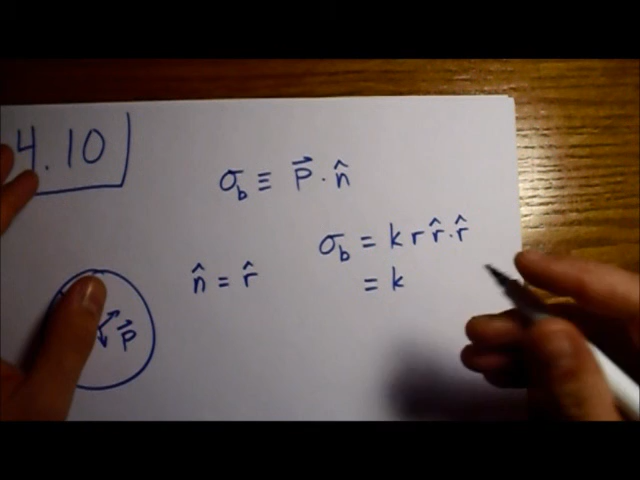 4.10
σ_b ≡ P⃗ · n̂
n̂ = r̂
σ_b = k r r̂ · r̂
= k
P⃗